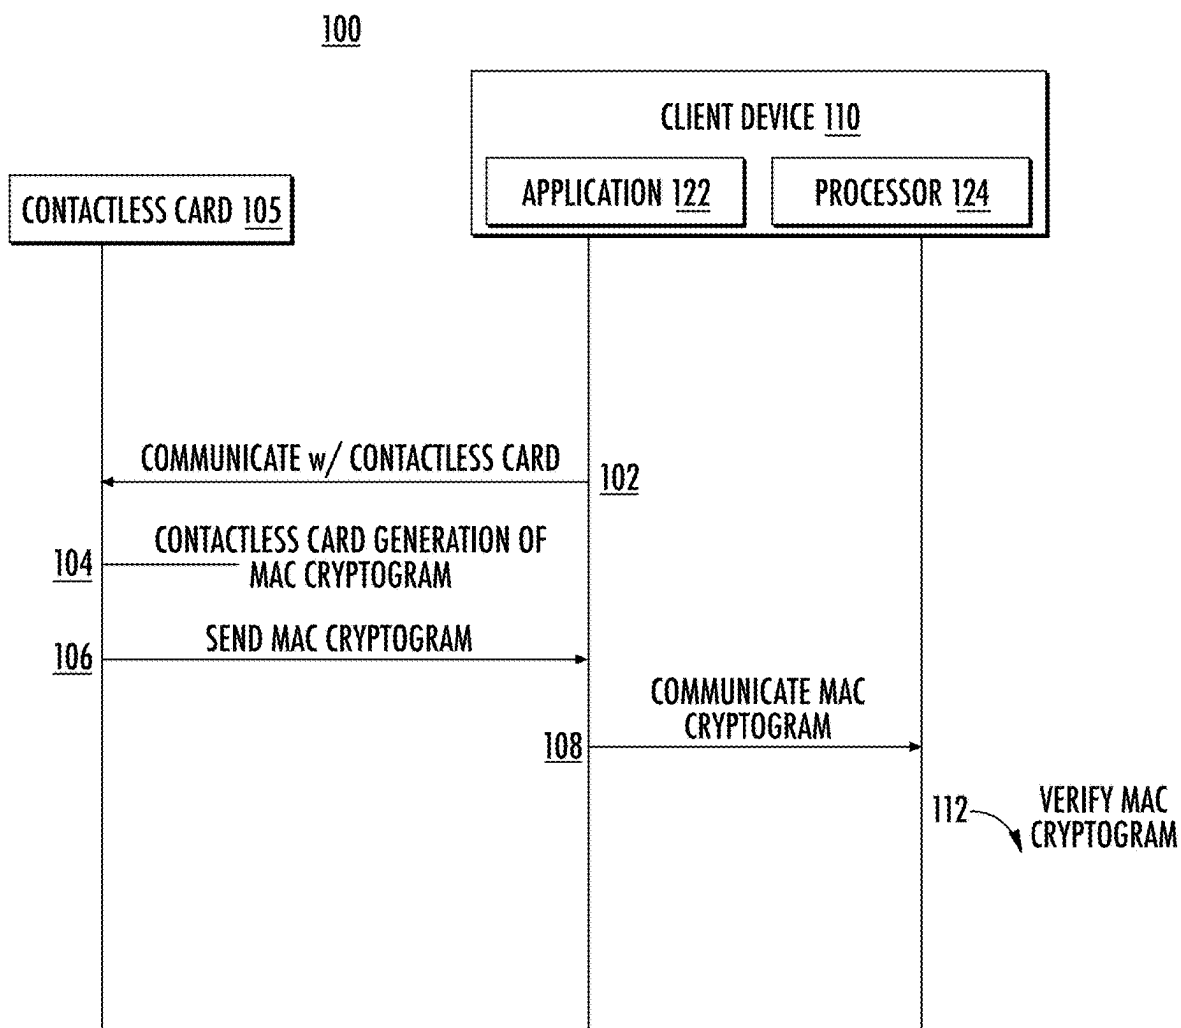 100
CLIENT DEVICE 110
APPLICATION 122
PROCESSOR 124
CONTACTLESS CARD 105
COMMUNICATE w/ CONTACTLESS CARD
102
CONTACTLESS CARD GENERATION OF
MAC CRYPTOGRAM
104
SEND MAC CRYPTOGRAM
106
COMMUNICATE MAC
CRYPTOGRAM
108
112
VERIFY MAC
CRYPTOGRAM